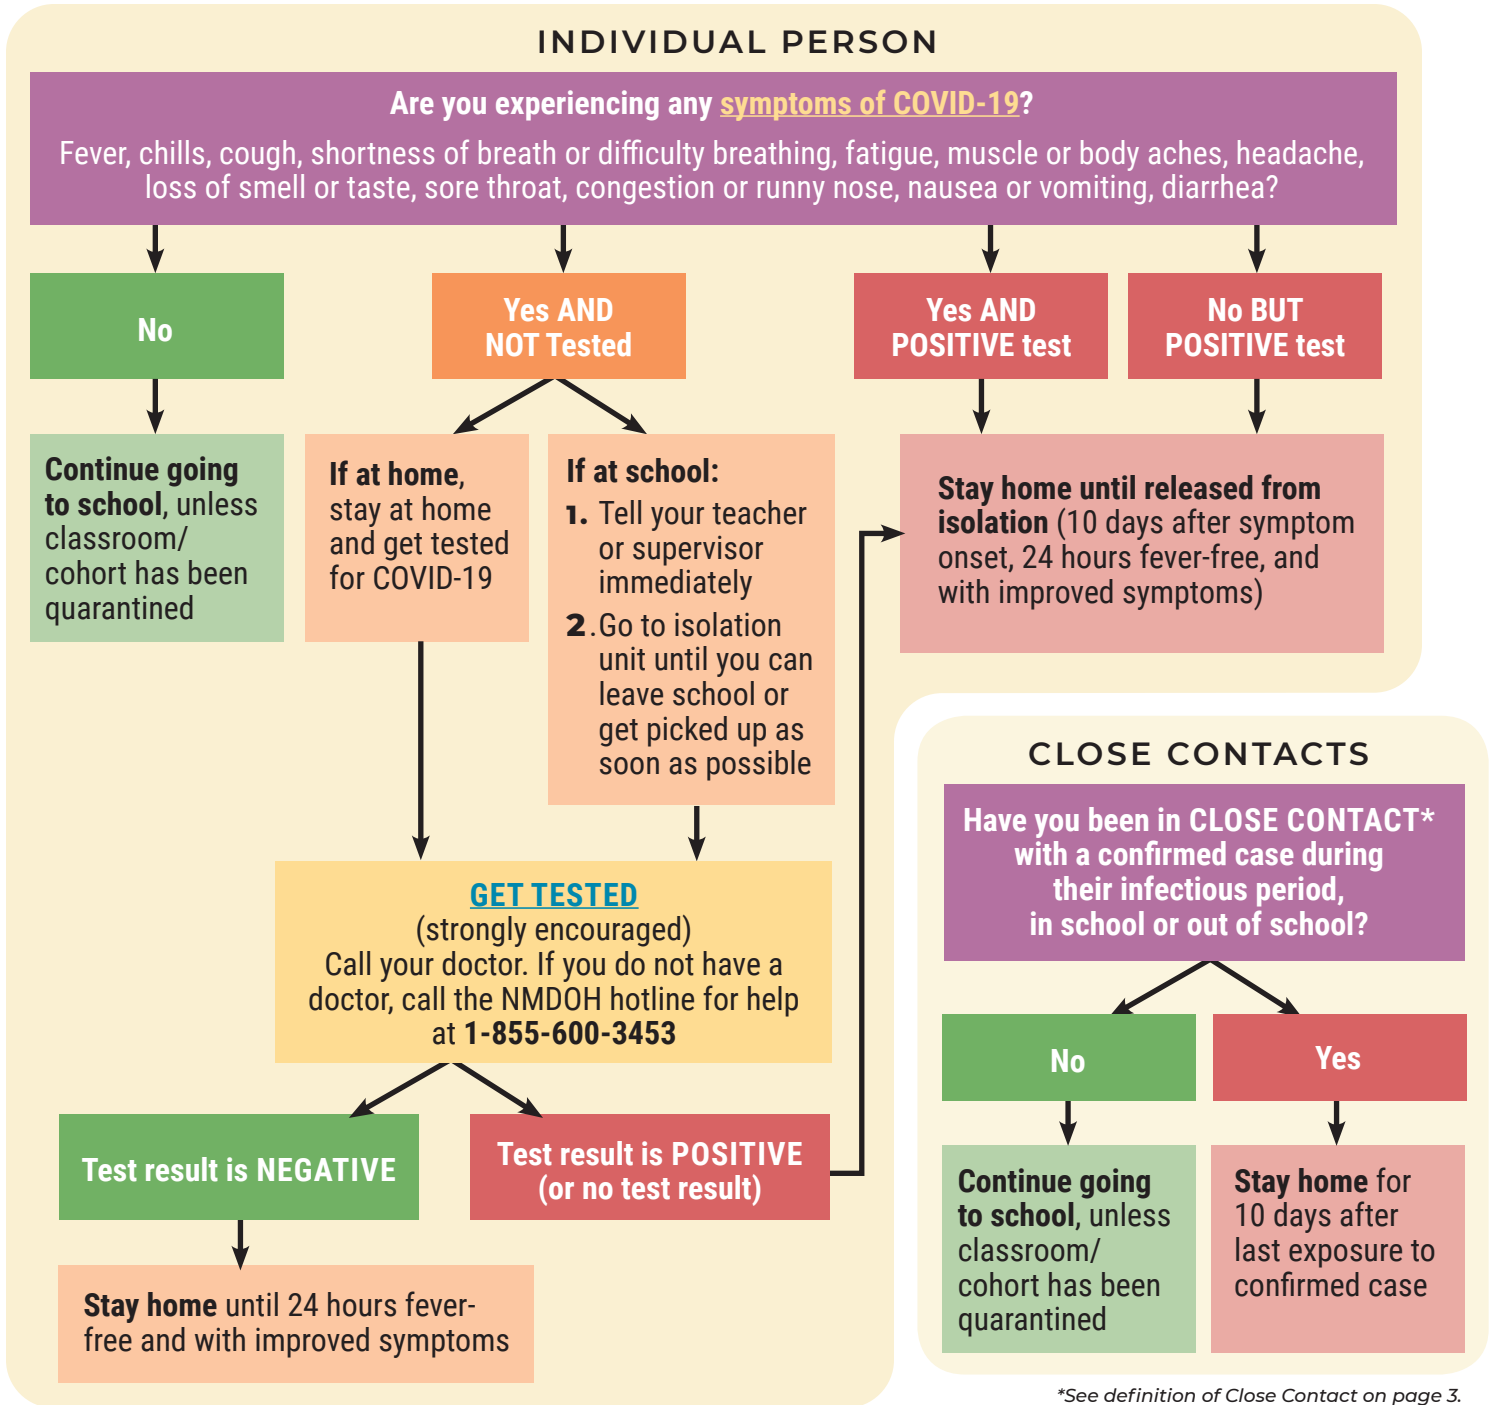 INDIVIDUAL PERSON
Are you experiencing any symptoms of COVID-19?
Fever, chills, cough, shortness of breath or difficulty breathing, fatigue, muscle or body aches, headache,
loss of smell or taste, sore throat, congestion or runny nose, nausea or vomiting, diarrhea?
No
Yes AND
NOT Tested
Yes AND
POSITIVE test
No BUT
POSITIVE test
Continue going
to school, unless
classroom/
cohort has been
quarantined
If at home,
stay at home
and get tested
for COVID-19
If at school:
1. Tell your teacher
or supervisor
immediately
2.Go to isolation
unit until you can
leave school or
get picked up as
soon as possible
Stay home until released from
isolation (10 days after symptom
onset, 24 hours fever-free, and
with improved symptoms)
GET TESTED
(strongly encouraged)
Call your doctor. If you do not have a
doctor, call the NMDOH hotline for help
at 1-855-600-3453
Test result is NEGATIVE
Test result is POSITIVE
(or no test result)
Stay home until 24 hours fever-
free and with improved symptoms
CLOSE CONTACTS
Have you been in CLOSE CONTACT*
with a confirmed case during
their infectious period,
in school or out of school?
No
Yes
Continue going
to school, unless
classroom/
cohort has been
quarantined
Stay home for
10 days after
last exposure to
confirmed case
*See definition of Close Contact on page 3.